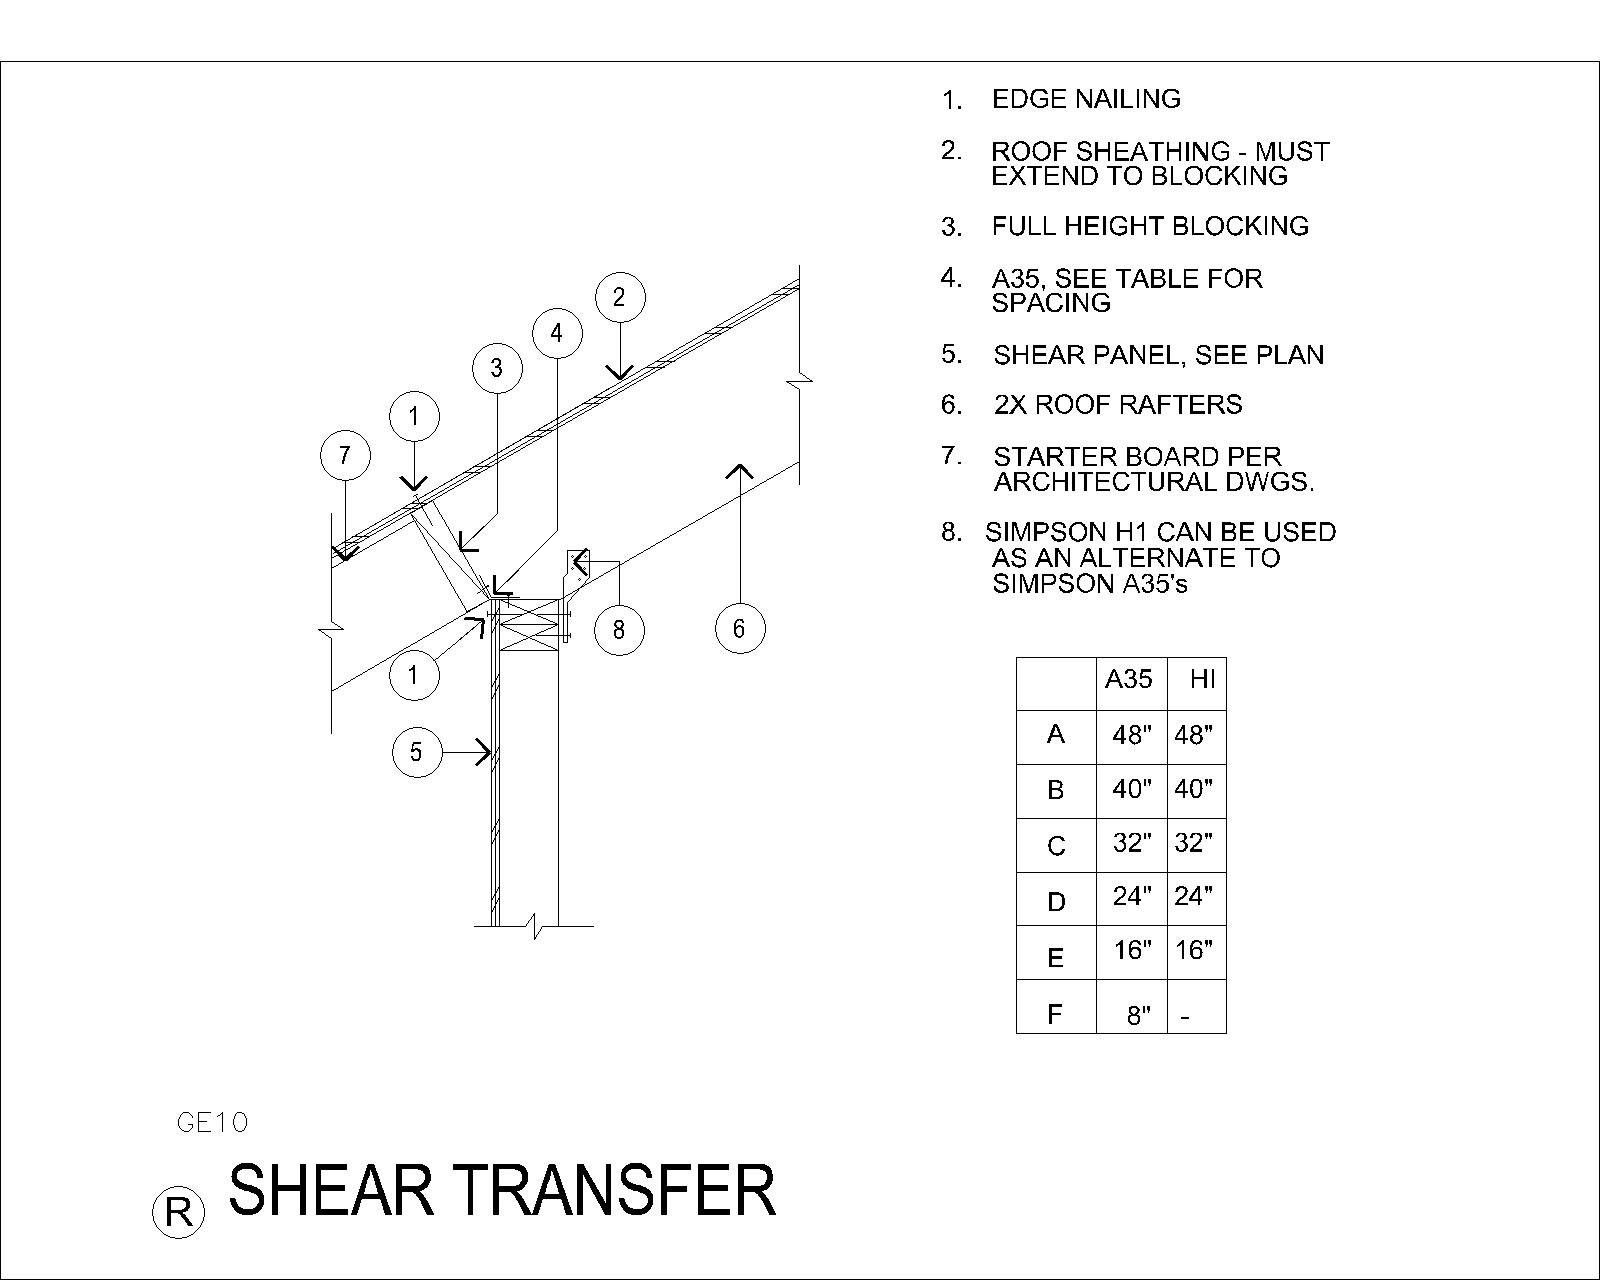 1. EDGE NAILING
2. ROOF SHEATHING - MUST
EXTEND TO BLOCKING
3. FULL HEIGHT BLOCKING
4. A35, SEE TABLE FOR
SPACING
5. SHEAR PANEL, SEE PLAN
6. 2X ROOF RAFTERS
7. STARTER BOARD PER
ARCHITECTURAL DWGS.
8. SIMPSON H1 CAN BE USED
AS AN ALTERNATE TO
SIMPSON A35's
2
4
3
1
7
8
6
1
5
A35 HI
A 48" 48"
B 40" 40"
C 32" 32"
D 24" 24"
E 16" 16"
F 8" -
GE10
R SHEAR TRANSFER